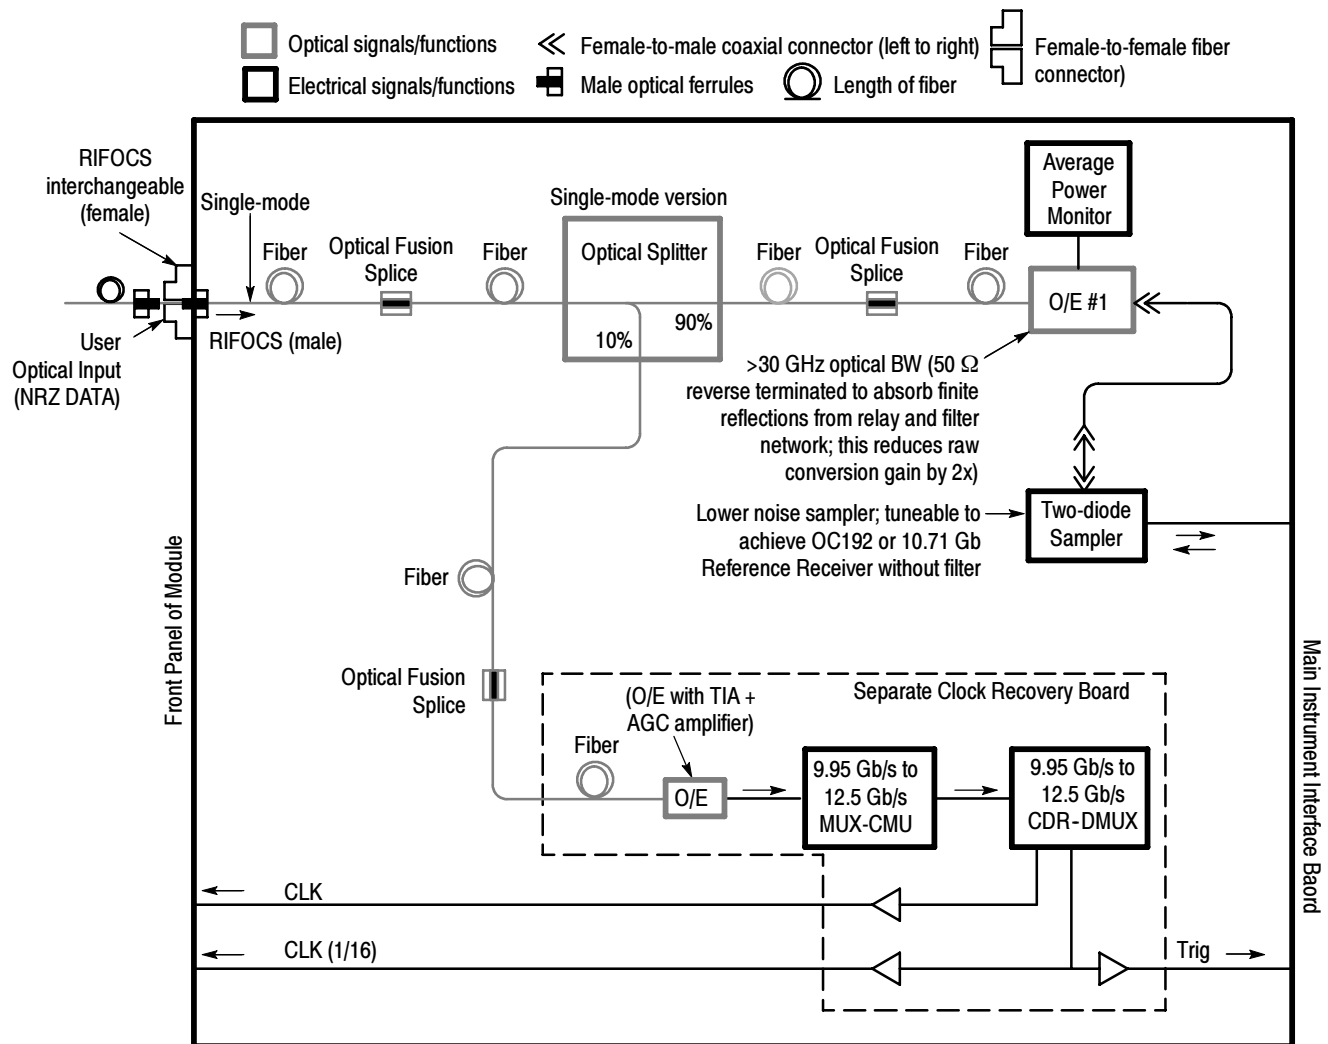 Optical signals/functions
Electrical signals/functions
Female-to-male coaxial connector (left to right)
Male optical ferrules
Length of fiber
Female-to-female fiber
connector)
RIFOCS
interchangeable
(female)
Single-mode
Fiber
Optical Fusion
Splice
Fiber
Single-mode version
Optical Splitter
90%
10%
Fiber
Optical Fusion
Splice
Fiber
Average
Power
Monitor
O/E #1
RIFOCS (male)
User
Optical Input
(NRZ DATA)
>30 GHz optical BW (50 Ω
reverse terminated to absorb finite
reflections from relay and filter
network; this reduces raw
conversion gain by 2x)
Lower noise sampler; tuneable to
achieve OC192 or 10.71 Gb
Reference Receiver without filter
Two-diode
Sampler
Front Panel of Module
Fiber
Optical Fusion
Splice
Separate Clock Recovery Board
(O/E with TIA +
AGC amplifier)
Fiber
O/E
9.95 Gb/s to
12.5 Gb/s
MUX-CMU
9.95 Gb/s to
12.5 Gb/s
CDR-DMUX
Main Instrument Interface Baord
CLK
CLK (1/16)
Trig